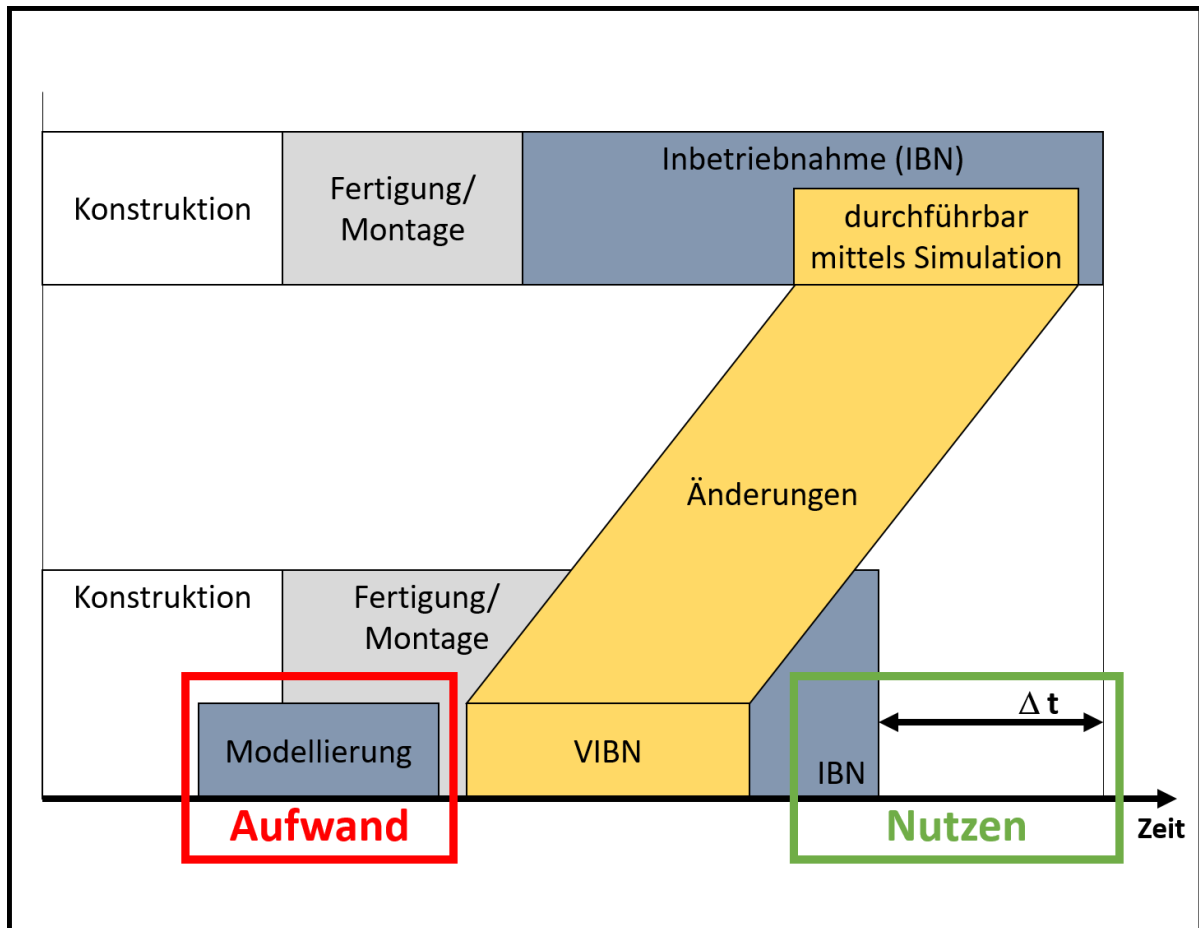 Konstruktion
Fertigung/
Montage
Inbetriebnahme (IBN)
durchführbar
mittels Simulation
Änderungen
Konstruktion
Fertigung/
Montage
Modellierung
VIBN
IBN
Δ t
Aufwand
Nutzen
Zeit